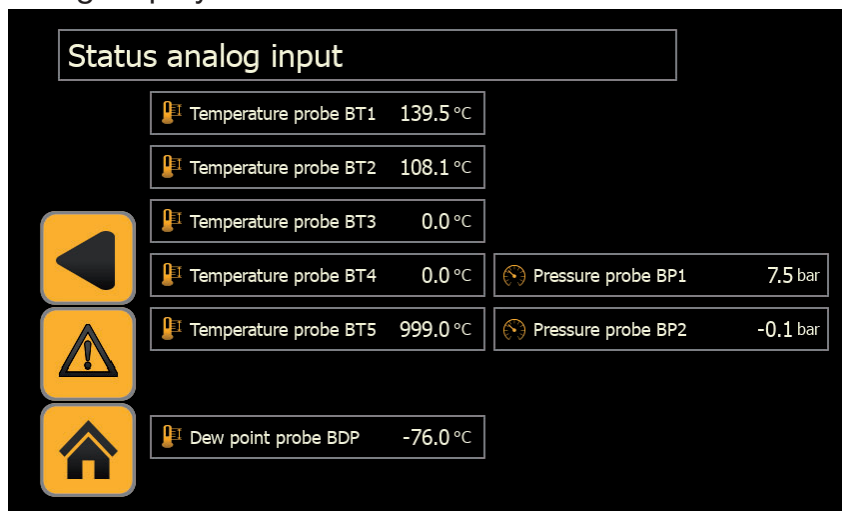 Status analog input
Temperature probe BT1 139.5 °C
Temperature probe BT2 108.1 °C
Temperature probe BT3 0.0 °C
Temperature probe BT4 0.0 °C
Pressure probe BP1 7.5 bar
Temperature probe BT5 999.0 °C
Pressure probe BP2 -0.1 bar
Dew point probe BDP -76.0 °C